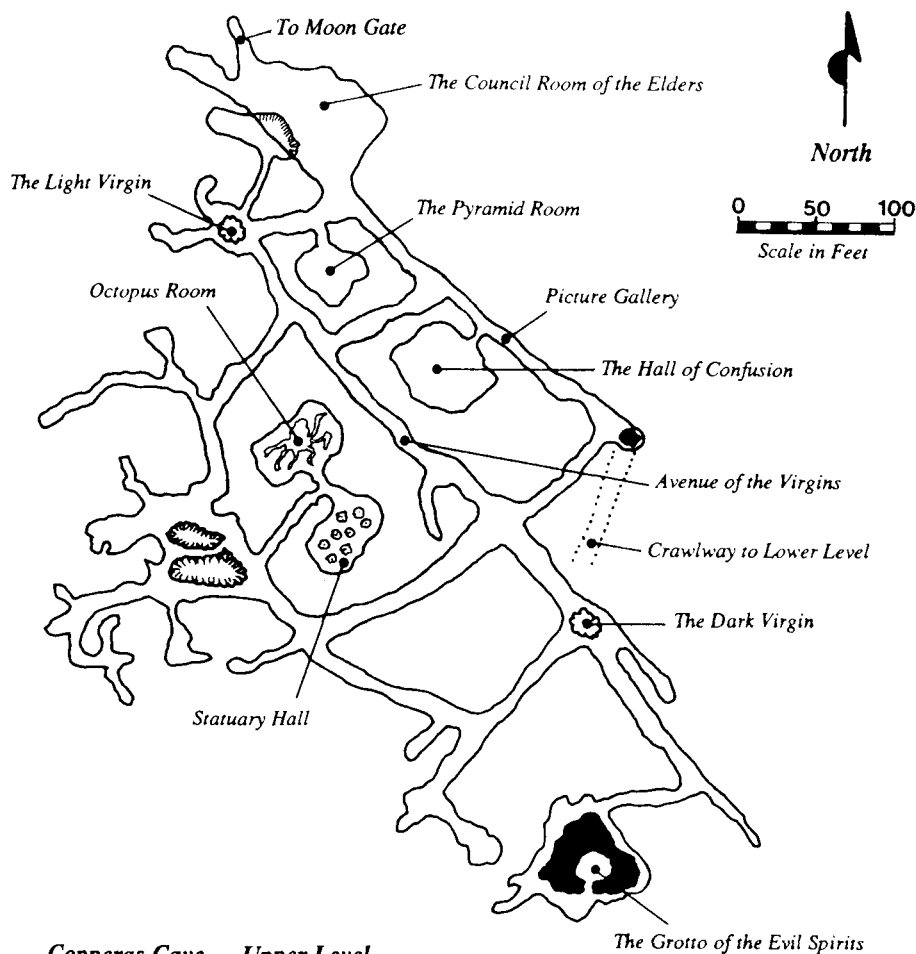 To Moon Gate
The Council Room of the Elders
North
The Light Virgin
The Pyramid Room
0 50 100
Scale in Feet
Octopus Room
Picture Gallery
The Hall of Confusion
Avenue of the Virgins
Crawlway to Lower Level
The Dark Virgin
Statuary Hall
The Grotto of the Evil Spirits
Copperas Cave Upper Level